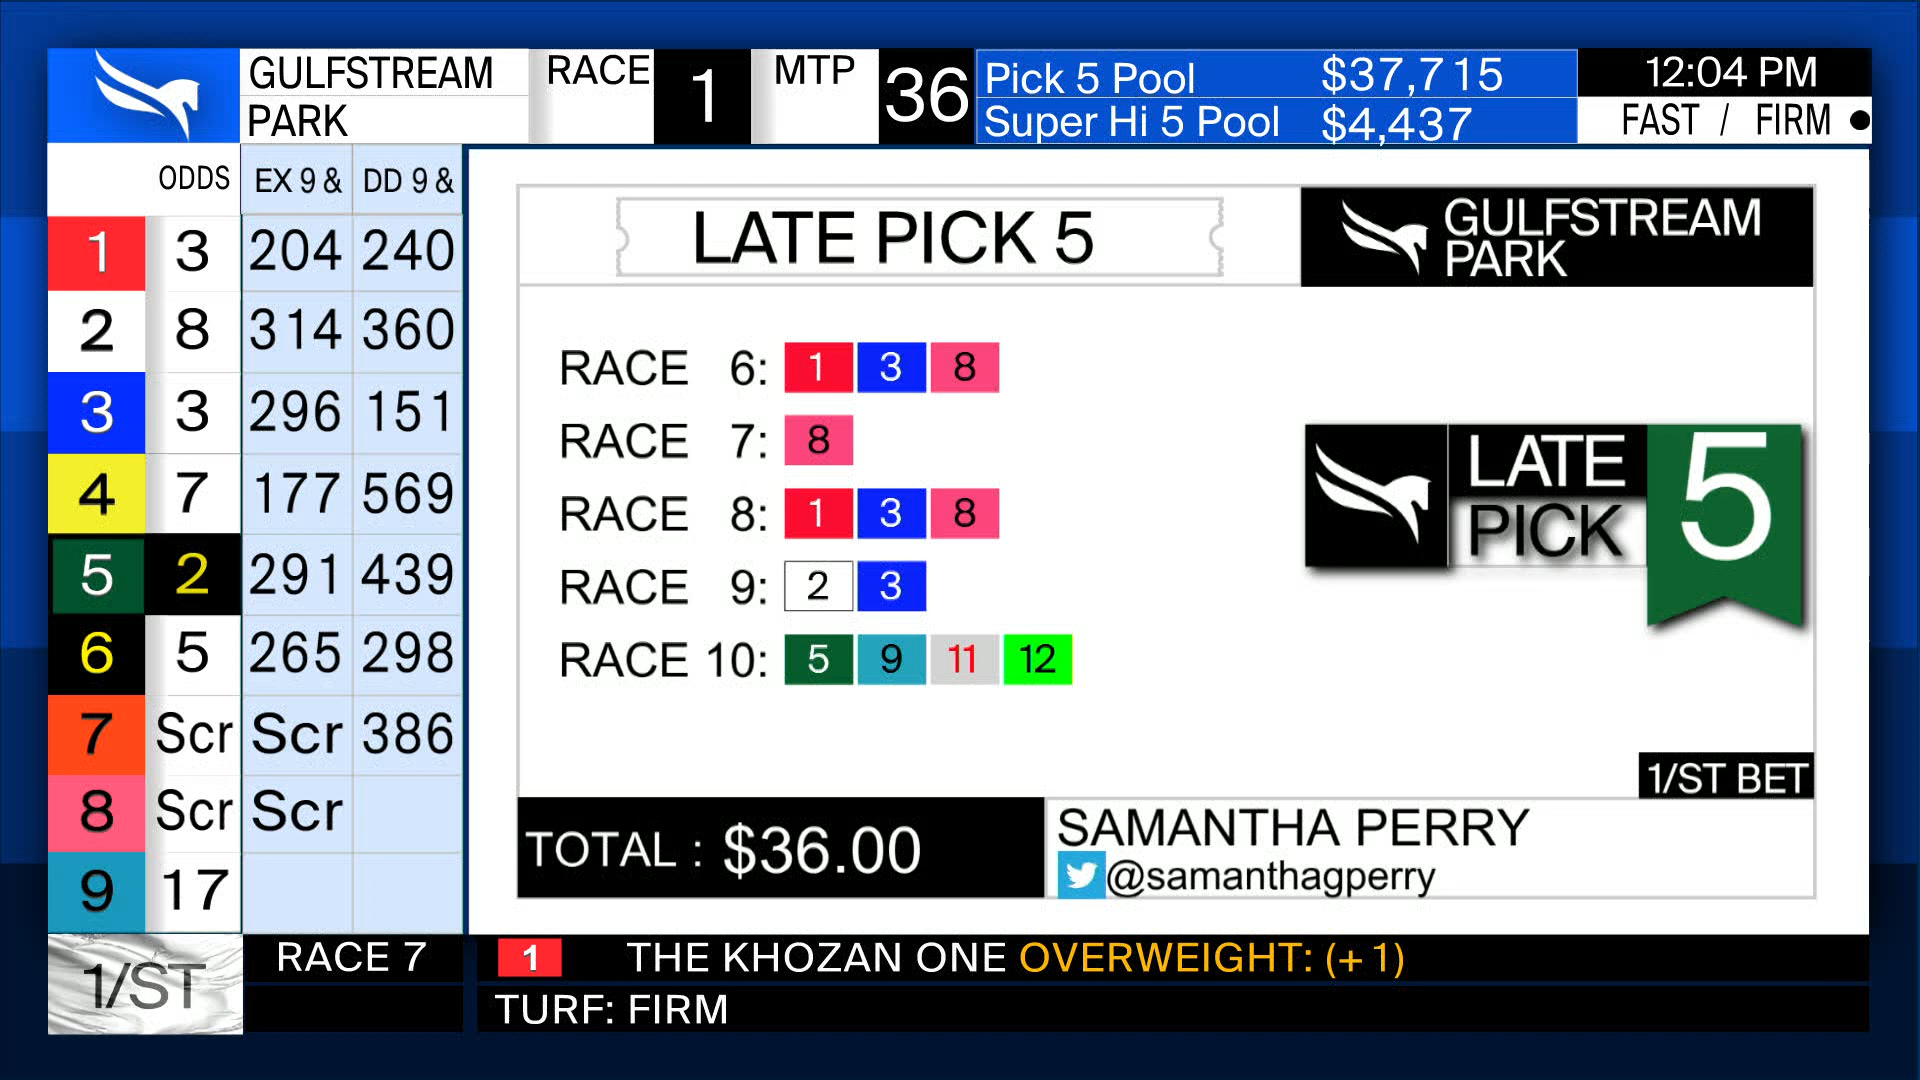 GULFSTREAM PARK RACE 1 MTP 36 Pick 5 Pool $37,715 12:04 PM
Super Hi 5 Pool $4,437 FAST / FIRM
ODDS EX 9 & DD 9 &
1 3 204 240
2 8 314 360
3 3 296 151
4 7 177 569
5 2 291 439
6 5 265 298
7 Scr Scr 386
8 Scr Scr
9 17
LATE PICK 5
GULFSTREAM
PARK
RACE 6: 1 3 8
RACE 7: 8
RACE 8: 1 3 8
RACE 9: 2 3
RACE 10: 5 9 11 12
LATE
PICK
5
1/ST BET
TOTAL : $36.00
SAMANTHA PERRY
@samanthagperry
1/ST
RACE 7 1 THE KHOZAN ONE OVERWEIGHT: (+1)
TURF: FIRM